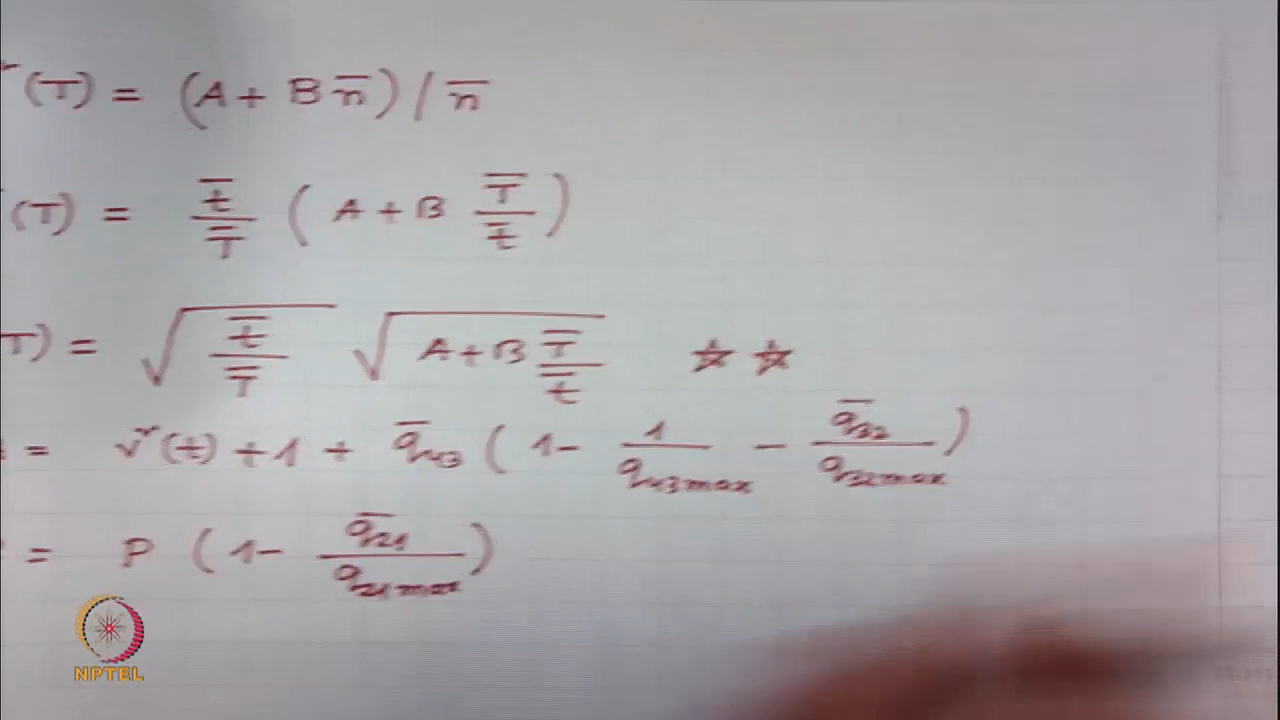 (T) = (A + B n̅) / n̅
(T) = t̅/T̅ (A + B T̅/t̅)
T) = √(t̅/T̅) √(A + B T̅/t̅) ☆ ☆
= v²(t) + 1 + q̅43 (1 - 1/q43max - q̅32/q32max)
= P (1 - q̅21/q21max)
NPTEL